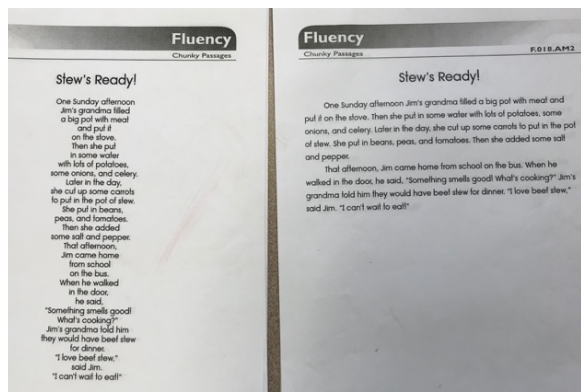 Fluency
Chunky Passages
Stew's Ready!
One Sunday afternoon
Jim's grandma filled
a big pot with meat
and put it
on the stove.
Then she put
in some water
with lots of potatoes,
some onions, and celery.
Later in the day,
she cut up some carrots
to put in the pot of stew.
She put in beans,
peas, and tomatoes.
Then she added
some salt and pepper.
That afternoon,
Jim came home
from school
on the bus.
When he walked
in the door,
he said,
"Something smells good!
What's cooking?"
Jim's grandma told him
they would have beef stew
for dinner.
"I love beef stew,"
said Jim.
"I can't wait to eat!"
Fluency
Chunky Passages
F.018.AM2
Stew's Ready!
One Sunday afternoon Jim's grandma filled a big pot with meat and
put it on the stove. Then she put in some water with lots of potatoes, some
onions, and celery. Later in the day, she cut up some carrots to put in the pot
of stew. She put in beans, peas, and tomatoes. Then she added some salt
and pepper.
That afternoon, Jim came home from school on the bus. When he
walked in the door, he said, "Something smells good! What's cooking?" Jim's
grandma told him they would have beef stew for dinner. "I love beef stew,"
said Jim. "I can't wait to eat!"